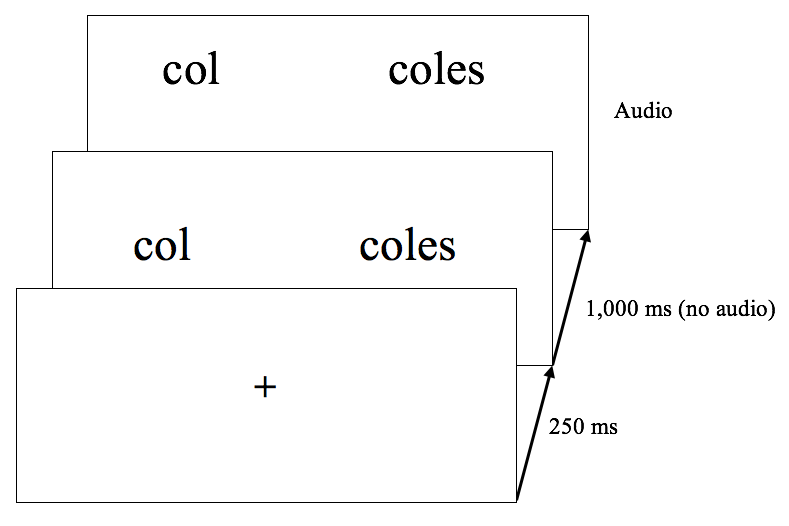 col coles
Audio
col coles
1,000 ms (no audio)
+
250 ms